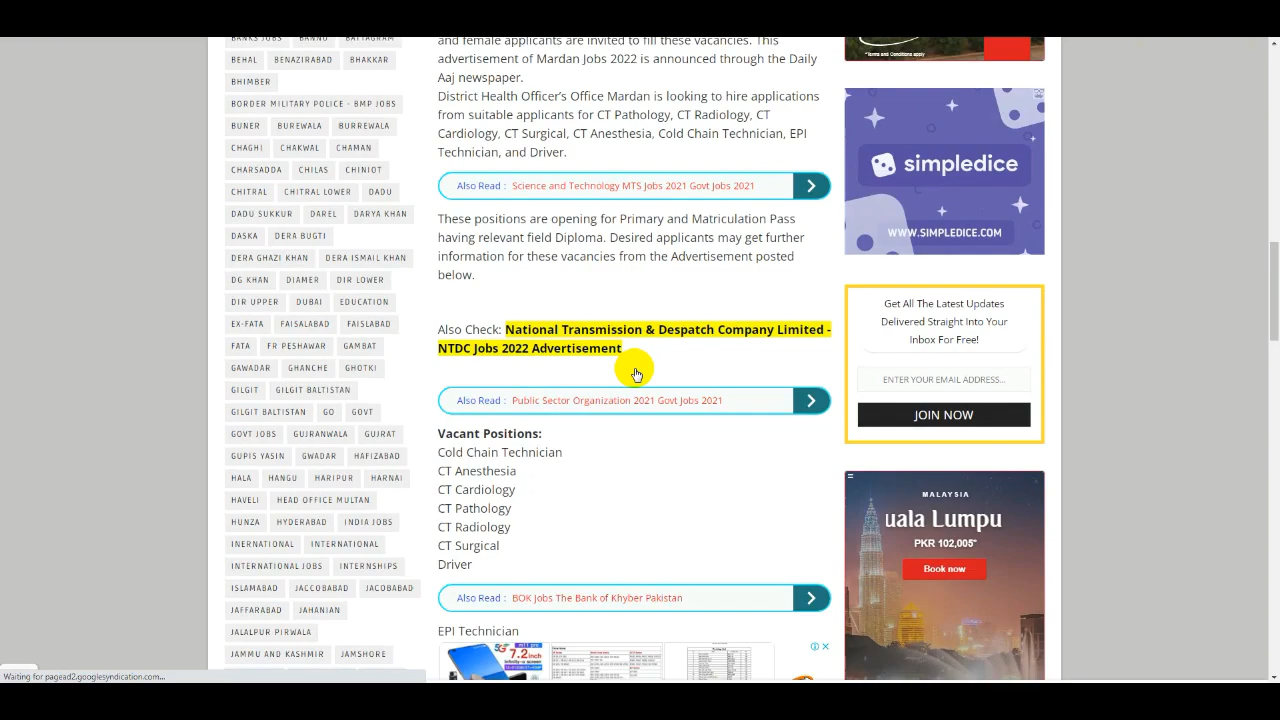 BANKS JOBS BANNU BATTAGRAM
BEHAL BENAZIRABAD BHAKKAR
BHIMBER
BORDER MILITARY POLICE - BMP JOBS
BUNER BUREWALA BURREWALA
CHAGHI CHAKWAL CHAMAN
CHARSADDA CHILAS CHINIOT
CHITRAL CHITRAL LOWER DADU
DADU SUKKUR DAREL DARYA KHAN
DASKA DERA BUGTI
DERA GHAZI KHAN DERA ISMAIL KHAN
DG KHAN DIAMER DIR LOWER
DIR UPPER DUBAI EDUCATION
EX-FATA FAISALABAD FAISLABAD
FATA FR PESHAWAR GAMBAT
GAWADAR GHANCHE GHOTKI
GILGIT GILGIT BALTISTAN
GILGIT BALTISTAN GO GOVT
GOVT JOBS GUJRANWALA GUJRAT
GUPIS YASIN GWADAR HAFIZABAD
HALA HANGU HARIPUR HARNAI
HAVELI HEAD OFFICE MULTAN
HUNZA HYDERABAD INDIA JOBS
INERNATIONAL INTERNATIONAL
INTERNATIONAL JOBS INTERNSHIPS
ISLAMABAD JACCOBABAD JACOBABAD
JAFFARABAD JAHANIAN
JALALPUR PIRWALA
JAMMU AND KASHMIR JAMSHORE
and female applicants are invited to fill these vacancies. This
advertisement of Mardan Jobs 2022 is announced through the Daily
Aaj newspaper.
District Health Officer's Office Mardan is looking to hire applications
from suitable applicants for CT Pathology, CT Radiology, CT
Cardiology, CT Surgical, CT Anesthesia, Cold Chain Technician, EPI
Technician, and Driver.
Also Read : Science and Technology MTS Jobs 2021 Govt Jobs 2021
These positions are opening for Primary and Matriculation Pass
having relevant field Diploma. Desired applicants may get further
information for these vacancies from the Advertisement posted
below.
Also Check: National Transmission & Despatch Company Limited -
NTDC Jobs 2022 Advertisement
Also Read : Public Sector Organization 2021 Govt Jobs 2021
Vacant Positions:
Cold Chain Technician
CT Anesthesia
CT Cardiology
CT Pathology
CT Radiology
CT Surgical
Driver
Also Read : BOK Jobs The Bank of Khyber Pakistan
EPI Technician
5G 7.2inch
*Terms and Conditions apply
simpledice
WWW.SIMPLEDICE.COM
Get All The Latest Updates
Delivered Straight Into Your
Inbox For Free!
ENTER YOUR EMAIL ADDRESS...
JOIN NOW
MALAYSIA
uala Lumpu
PKR 102,005*
Book now
aiting for pagead2.googlesyndication.com...